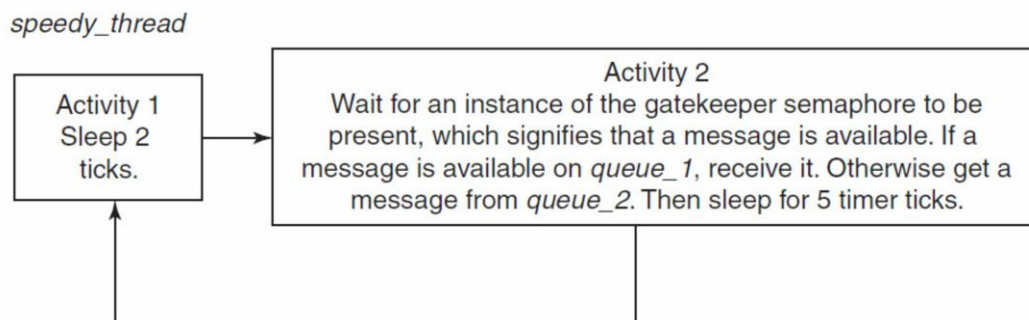 speedy_thread
Activity 1
Sleep 2
ticks.
Activity 2
Wait for an instance of the gatekeeper semaphore to be
present, which signifies that a message is available. If a
message is available on queue_1, receive it. Otherwise get a
message from queue_2. Then sleep for 5 timer ticks.